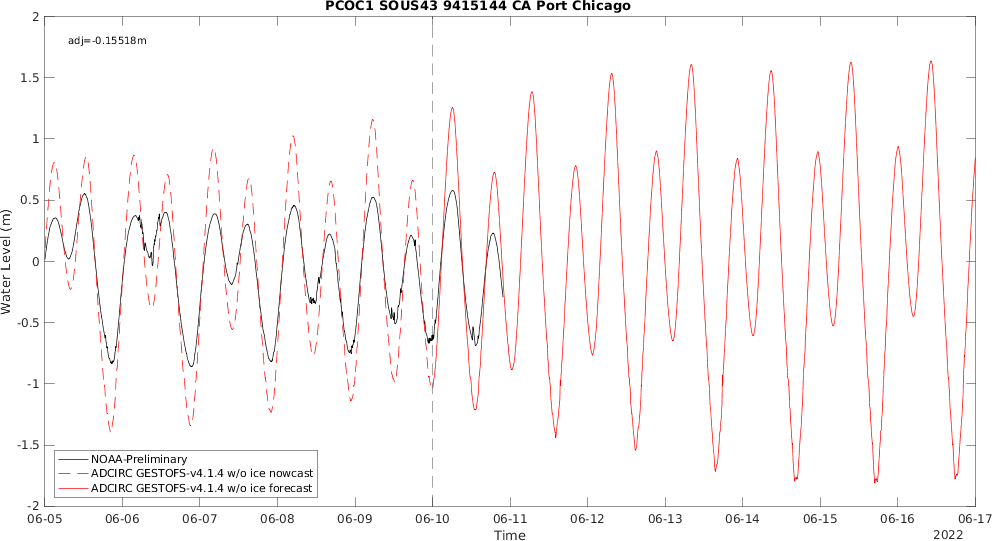 PCOC1 SOUS43 9415144 CA Port Chicago
adj=-0.15518m
2
1.5
1
0.5
0
-0.5
-1
-1.5
-2
Water Level (m)
NOAA-Preliminary
ADCIRC GESTOFS-v4.1.4 w/o ice nowcast
ADCIRC GESTOFS-v4.1.4 w/o ice forecast
06-05 06-06 06-07 06-08 06-09 06-10 06-11 06-12 06-13 06-14 06-15 06-16 06-17
Time
2022